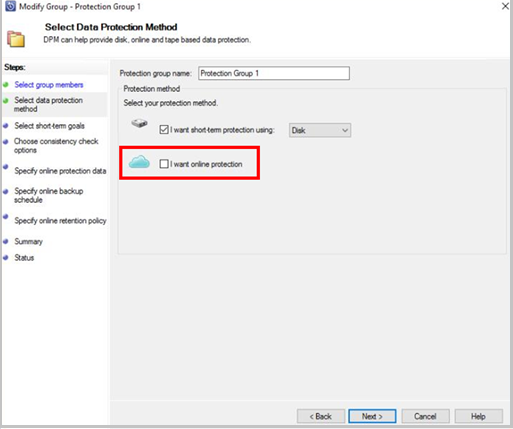 Modify Group - Protection Group 1
Select Data Protection Method
DPM can help provide disk, online and tape based data protection.
Steps:
Select group members
Select data protection
method
Select short-term goals
Choose consistency check
options
Specify online protection data
Specify online backup
schedule
Specify online retention policy
Summary
Status
Protection group name: Protection Group 1
Protection method
Select your protection method.
I want short-term protection using: Disk
I want online protection
< Back Next > Cancel Help